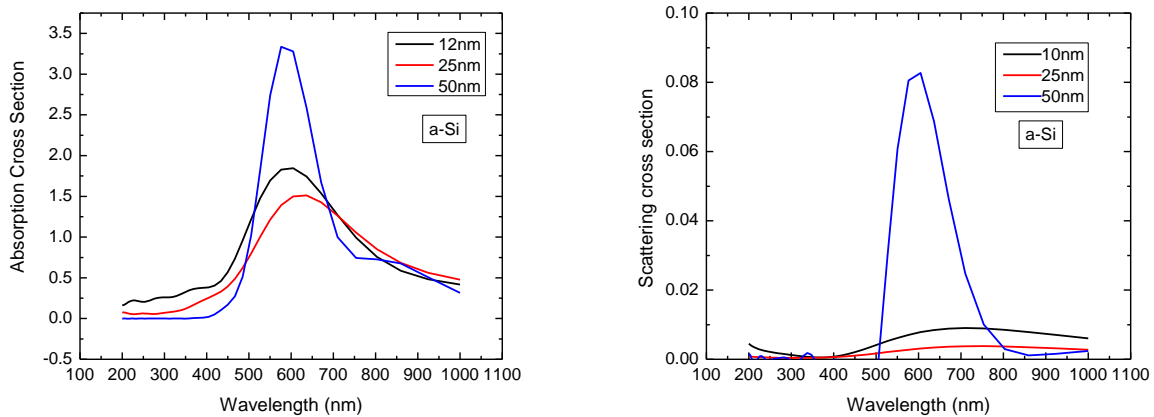 Absorption Cross Section
3.5
3.0
2.5
2.0
1.5
1.0
0.5
0.0
-0.5
12nm
25nm
50nm
a-Si
100 200 300 400 500 600 700 800 900 1000 1100
Wavelength (nm)
Scattering cross section
0.10
0.08
0.06
0.04
0.02
0.00
10nm
25nm
50nm
a-Si
100 200 300 400 500 600 700 800 900 1000 1100
Wavelength (nm)